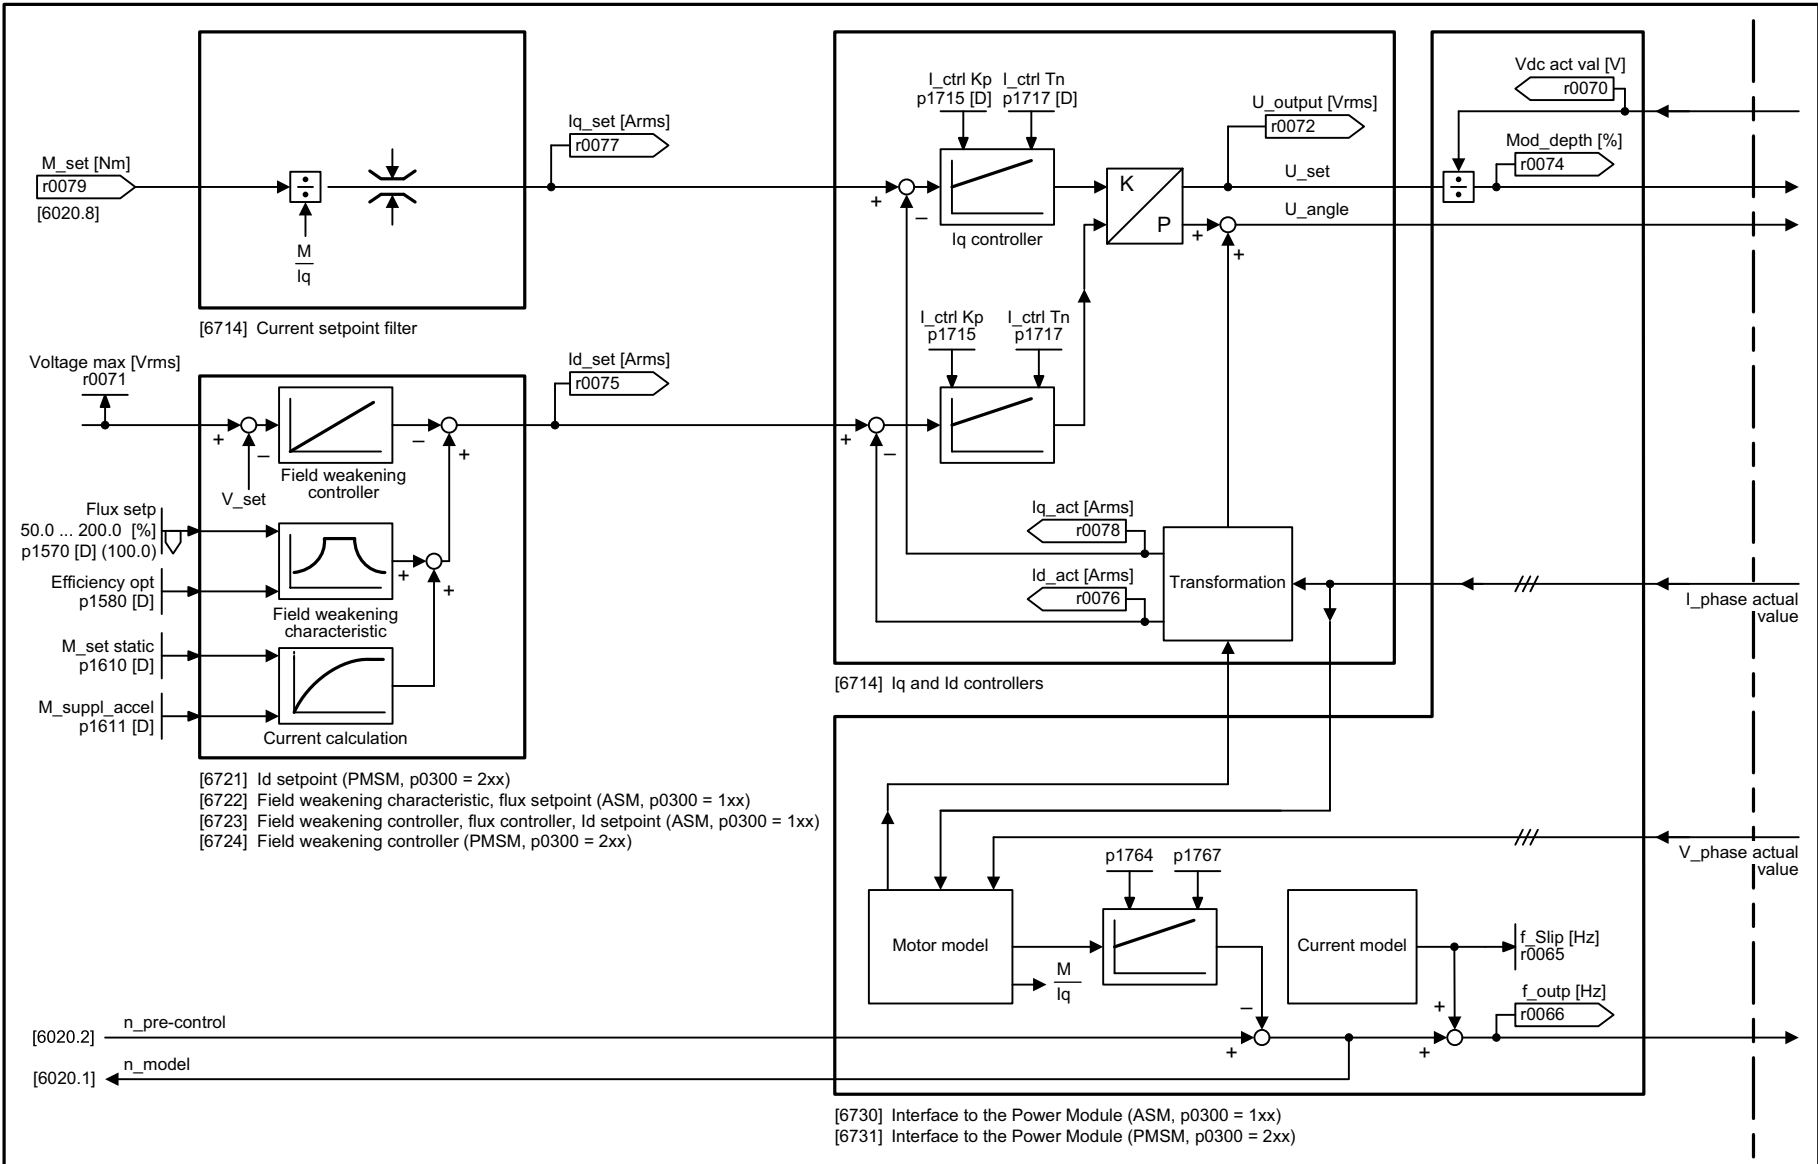 M_set [Nm]
r0079
[6020.8]
÷
M
Iq
[6714] Current setpoint filter
Iq_set [Arms]
r0077
Voltage max [Vrms]
r0071
+
–
V_set
Field weakening
controller
–
+
Flux setp
50.0 ... 200.0 [%]
p1570 [D] (100.0)
Efficiency opt
p1580 [D]
Field weakening
characteristic
+
+
M_set static
p1610 [D]
M_suppl_accel
p1611 [D]
Current calculation
[6721] Id setpoint (PMSM, p0300 = 2xx)
[6722] Field weakening characteristic, flux setpoint (ASM, p0300 = 1xx)
[6723] Field weakening controller, flux controller, Id setpoint (ASM, p0300 = 1xx)
[6724] Field weakening controller (PMSM, p0300 = 2xx)
Id_set [Arms]
r0075
I_ctrl Kp
p1715 [D]
I_ctrl Tn
p1717 [D]
+
–
Iq controller
K
P
U_output [Vrms]
r0072
U_set
U_angle
+
+
I_ctrl Kp
p1715
I_ctrl Tn
p1717
+
–
Iq_act [Arms]
r0078
Id_act [Arms]
r0076
Transformation
[6714] Iq and Id controllers
Vdc act val [V]
r0070
Mod_depth [%]
r0074
÷
I_phase actual
value
V_phase actual
value
p1764
p1767
Motor model
M
Iq
Current model
f_Slip [Hz]
r0065
f_outp [Hz]
r0066
–
+
+
+
[6020.2]
n_pre-control
[6020.1]
n_model
[6730] Interface to the Power Module (ASM, p0300 = 1xx)
[6731] Interface to the Power Module (PMSM, p0300 = 2xx)